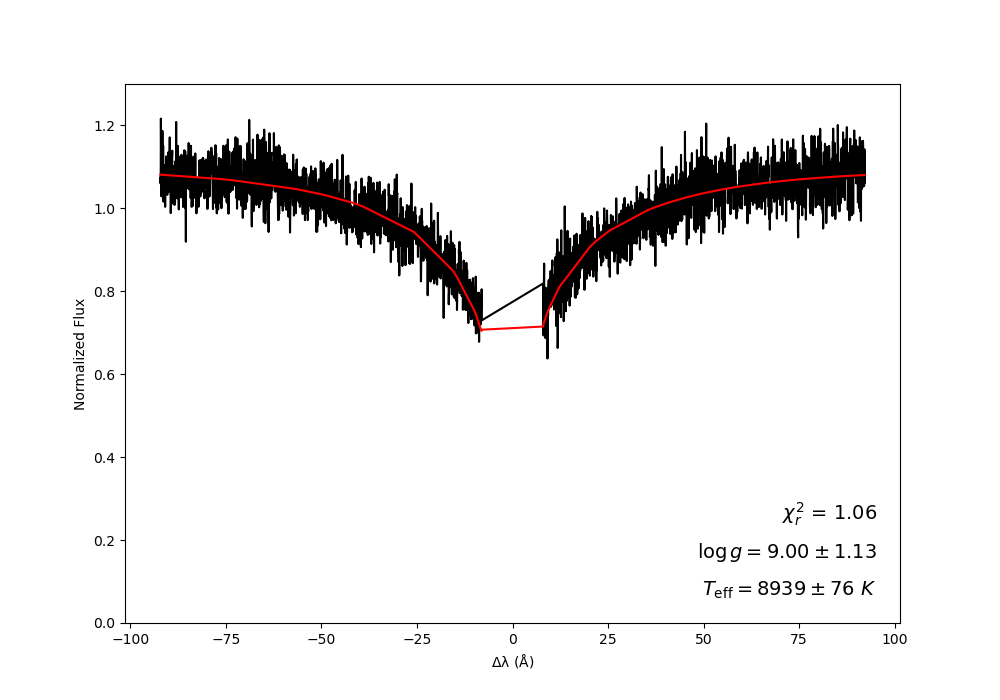 1.2
1.0
0.8
0.6
0.4
0.2
0.0
Normalized Flux
χ²ᵣ = 1.06
log g = 9.00 ± 1.13
T_eff = 8939 ± 76 K
−100 −75 −50 −25 0 25 50 75 100
Δλ (Å)